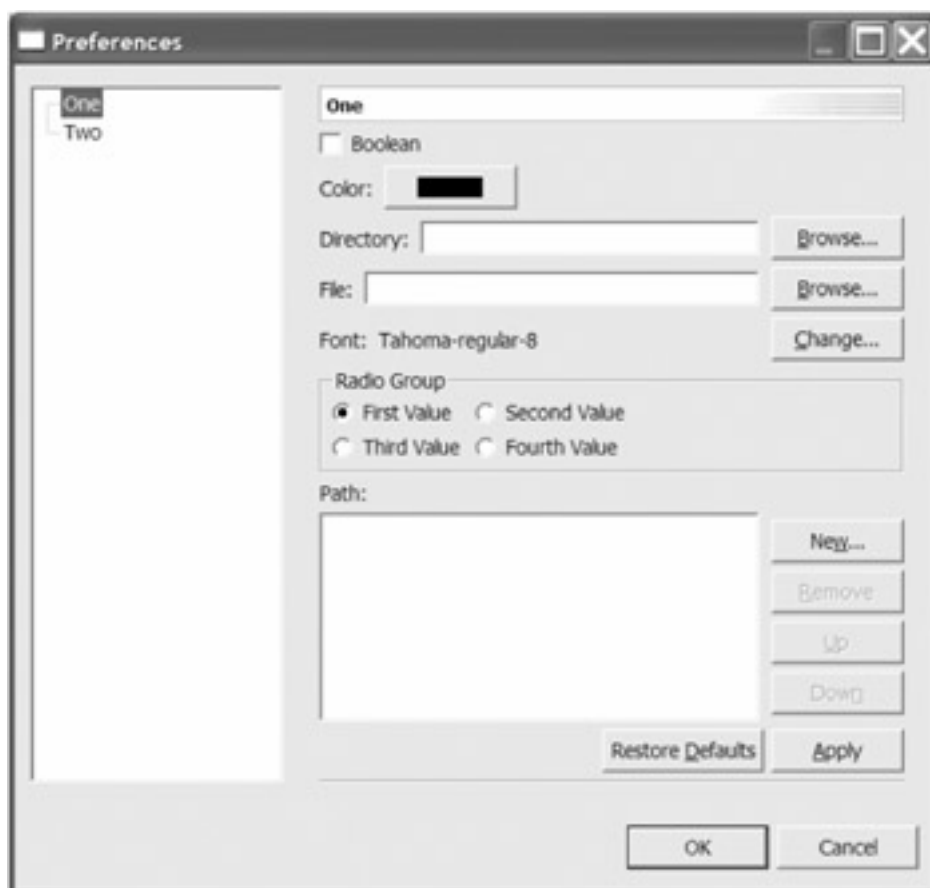 Preferences
One
Two
One
Boolean
Color:
Directory: Browse...
File: Browse...
Font: Tahoma-regular-8 Change...
Radio Group
First Value Second Value
Third Value Fourth Value
Path:
New...
Remove
Up
Down
Restore Defaults Apply
OK Cancel